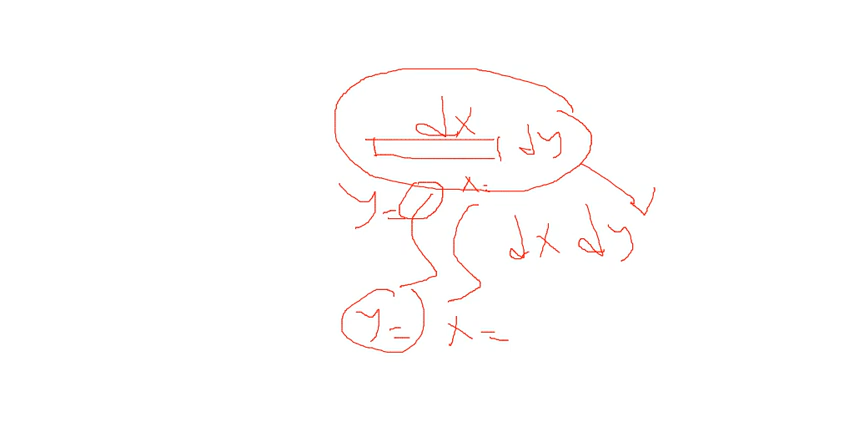 dx
dy
x=
y=
∫ ∫ dx dy
y= x=